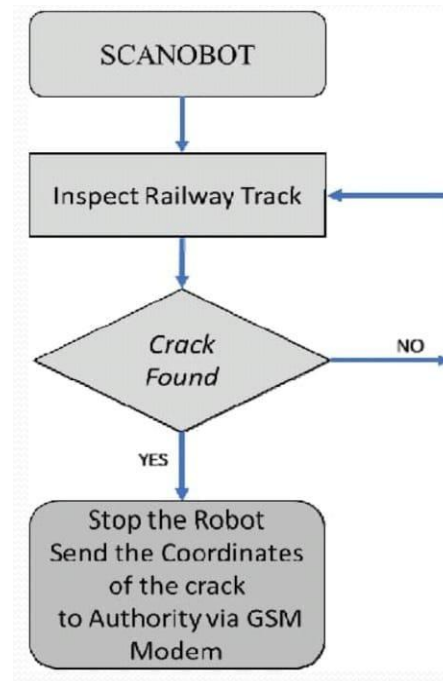 SCANOBOT
Inspect Railway Track
Crack
Found
NO
YES
Stop the Robot
Send the Coordinates
of the crack
to Authority via GSM
Modem